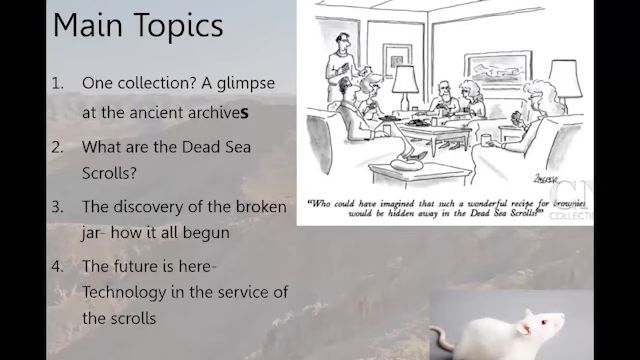 Main Topics
1. One collection? A glimpse
at the ancient archives
2. What are the Dead Sea
Scrolls?
3. The discovery of the broken
jar- how it all begun
4. The future is here-
Technology in the service of
the scrolls
"Who could have imagined that such a wonderful recipe for brownies
would be hidden away in the Dead Sea Scrolls?"